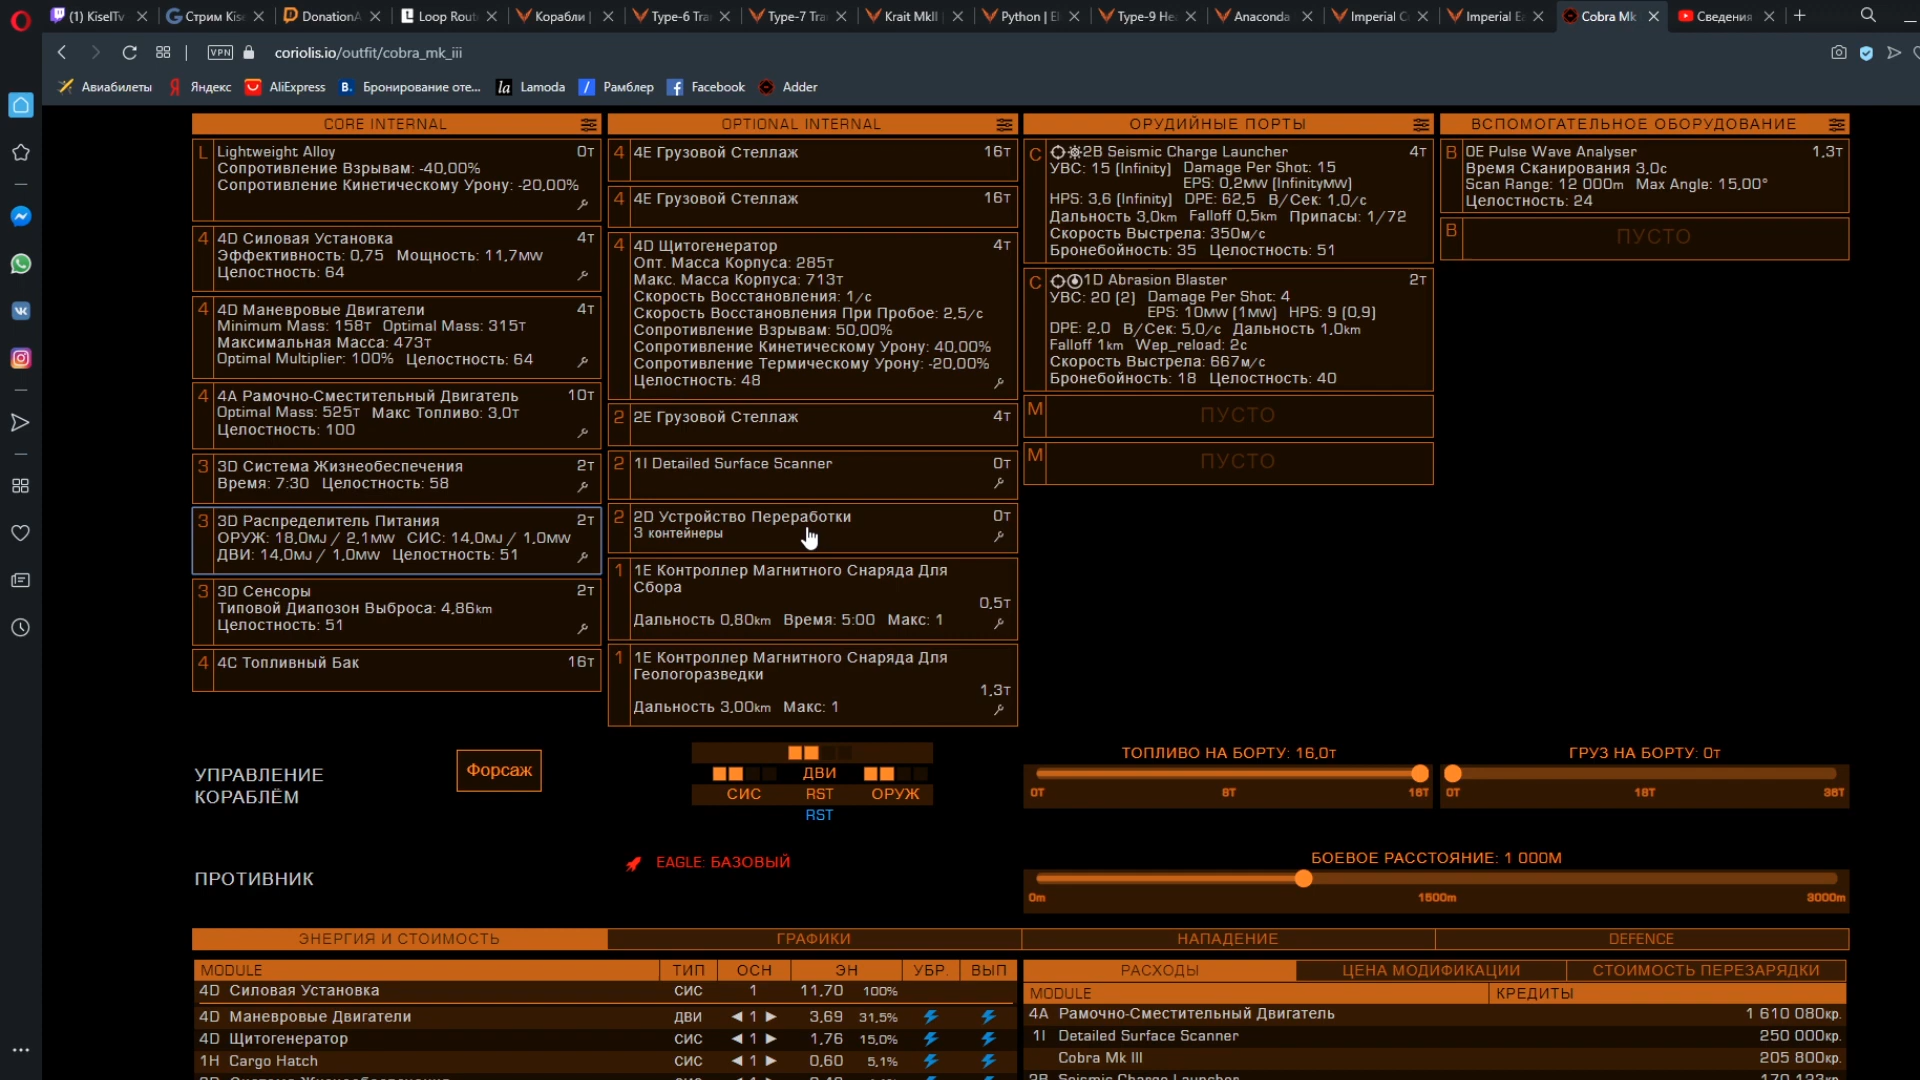 (1) KiselTv
Стрим Kise
DonationA
Loop Rout
Корабли |
Type-6 Tra
Type-7 Tra
Krait MkII
Python | El
Type-9 He
Anaconda
Imperial C
Imperial E
Cobra Mk
Сведения
VPN
coriolis.io/outfit/cobra_mk_iii
Авиабилеты
Яндекс
AliExpress
Бронирование оте...
Lamoda
Рамблер
Facebook
Adder
CORE INTERNAL
L Lightweight Alloy 0т
Сопротивление Взрывам: -40,00%
Сопротивление Кинетическому Урону: -20,00%
4 4D Силовая Установка 4т
Эффективность: 0,75 Мощность: 11,7MW
Целостность: 64
4 4D Маневровые Двигатели 4т
Minimum Mass: 158т Optimal Mass: 315т
Максимальная Масса: 473т
Optimal Multiplier: 100% Целостность: 64
4 4A Рамочно-Сместительный Двигатель 10т
Optimal Mass: 525т Макс Топливо: 3,0т
Целостность: 100
3 3D Система Жизнеобеспечения 2т
Время: 7:30 Целостность: 58
3 3D Распределитель Питания 2т
ОРУЖ: 18,0MJ / 2,1MW СИС: 14,0MJ / 1,0MW
ДВИ: 14,0MJ / 1,0MW Целостность: 51
3 3D Сенсоры 2т
Типовой Диапазон Выброса: 4,86km
Целостность: 51
4 4C Топливный Бак 16т
OPTIONAL INTERNAL
4 4E Грузовой Стеллаж 16т
4 4E Грузовой Стеллаж 16т
4 4D Щитогенератор 4т
Опт. Масса Корпуса: 285т
Макс. Масса Корпуса: 713т
Скорость Восстановления: 1/с
Скорость Восстановления При Пробое: 2,5/с
Сопротивление Взрывам: 50,00%
Сопротивление Кинетическому Урону: 40,00%
Сопротивление Термическому Урону: -20,00%
Целостность: 48
2 2E Грузовой Стеллаж 4т
2 1I Detailed Surface Scanner 0т
2 2D Устройство Переработки 0т
3 контейнеры
1 1E Контроллер Магнитного Снаряда Для
Сбора
0,5т
Дальность 0,80km Время: 5:00 Макс: 1
1 1E Контроллер Магнитного Снаряда Для
Геологоразведки
1,3т
Дальность 3,00km Макс: 1
ОРУДИЙНЫЕ ПОРТЫ
С 2B Seismic Charge Launcher 4т
УВС: 15 (Infinity) Damage Per Shot: 15
EPS: 0,2MW (InfinityMW)
HPS: 3,6 (Infinity) DPE: 62,5 В/Сек: 1,0/с
Дальность 3,0km Falloff 0,5km Припасы: 1/72
Скорость Выстрела: 350м/с
Бронебойность: 35 Целостность: 51
С 1D Abrasion Blaster 2т
УВС: 20 (2) Damage Per Shot: 4
EPS: 10MW (1MW) HPS: 9 (0,9)
DPE: 2,0 В/Сек: 5,0/с Дальность 1,0km
Falloff 1km Wep_reload: 2с
Скорость Выстрела: 667м/с
Бронебойность: 18 Целостность: 40
М ПУСТО
М ПУСТО
ВСПОМОГАТЕЛЬНОЕ ОБОРУДОВАНИЕ
В 0E Pulse Wave Analyser 1,3т
Время Сканирования 3,0с
Scan Range: 12 000m Max Angle: 15,00°
Целостность: 24
В ПУСТО
УПРАВЛЕНИЕ
КОРАБЛЁМ
Форсаж
ДВИ
СИС RST ОРУЖ
RST
ТОПЛИВО НА БОРТУ: 16,0т
0т 8т 16т
ГРУЗ НА БОРТУ: 0т
0т 18т 36т
ПРОТИВНИК
EAGLE: БАЗОВЫЙ
БОЕВОЕ РАССТОЯНИЕ: 1 000М
0m 1500m 3000m
ЭНЕРГИЯ И СТОИМОСТЬ
ГРАФИКИ
НАПАДЕНИЕ
DEFENCE
MODULE ТИП ОСН ЭН УБР. ВЫП
4D Силовая Установка СИС 1 11,70 100%
4D Маневровые Двигатели ДВИ 1 3,69 31,5%
4D Щитогенератор СИС 1 1,76 15,0%
1H Cargo Hatch СИС 1 0,60 5,1%
РАСХОДЫ ЦЕНА МОДИФИКАЦИИ СТОИМОСТЬ ПЕРЕЗАРЯДКИ
MODULE КРЕДИТЫ
4A Рамочно-Сместительный Двигатель 1 610 080кр.
1I Detailed Surface Scanner 250 000кр.
Cobra Mk III 205 800кр.
2B Seismic Charge Launcher